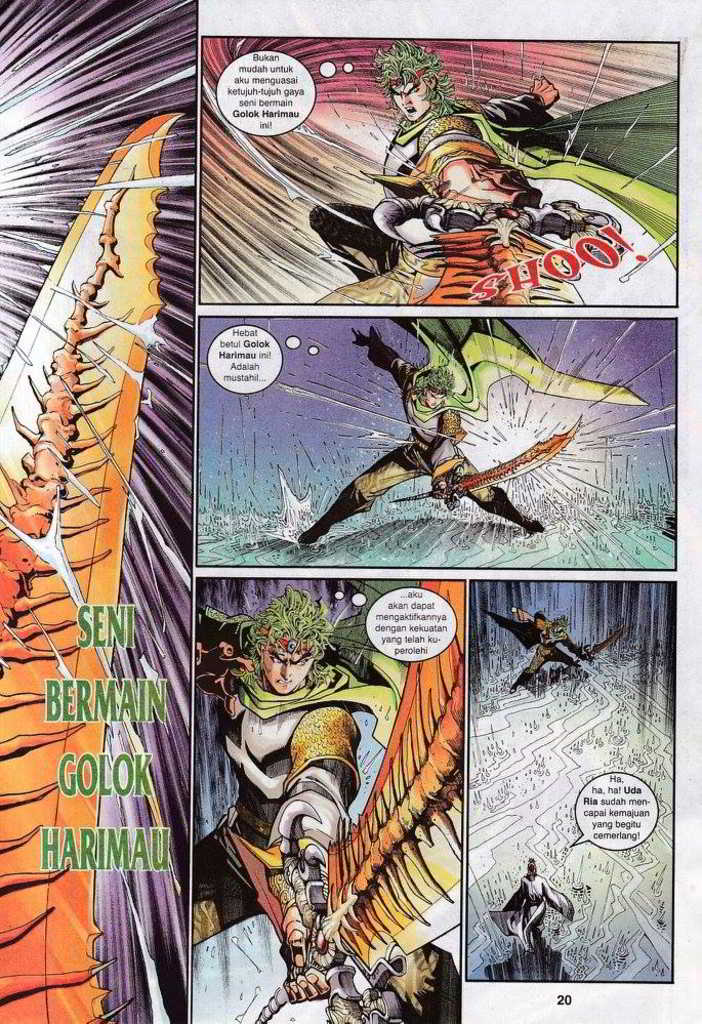 Bukan
mudah untuk
aku menguasai
ketujuh-tujuh gaya
seni bermain
Golok Harimau
ini!
SHOO!
Hebat
betul Golok
Harimau ini!
Adalah
mustahil...
SENI
BERMAIN
GOLOK
HARIMAU
...aku
akan dapat
mengaktifkannya
dengan kekuatan
yang telah ku-
perolehi
Ha,
ha, ha! Uda
Ria sudah men-
capai kemajuan
yang begitu
cemerlang!
20